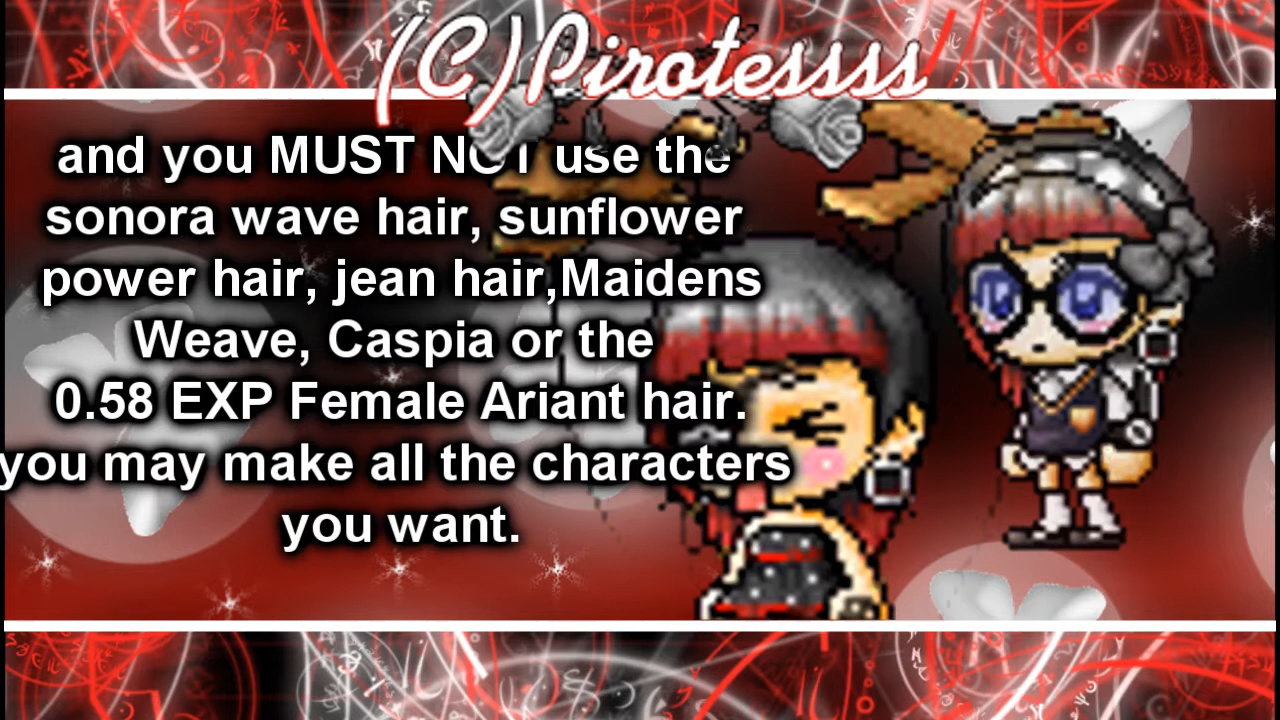 (C)Pirotessss
and you MUST NOT use the
sonora wave hair, sunflower
power hair, jean hair,Maidens
Weave, Caspia or the
0.58 EXP Female Ariant hair.
you may make all the characters
you want.